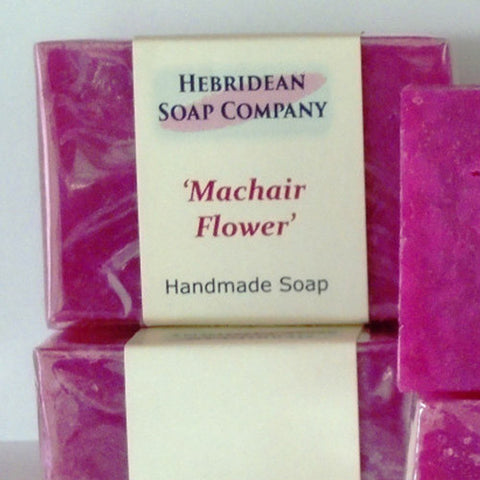 HEBRIDEAN
SOAP COMPANY
'Machair
Flower'
Handmade Soap